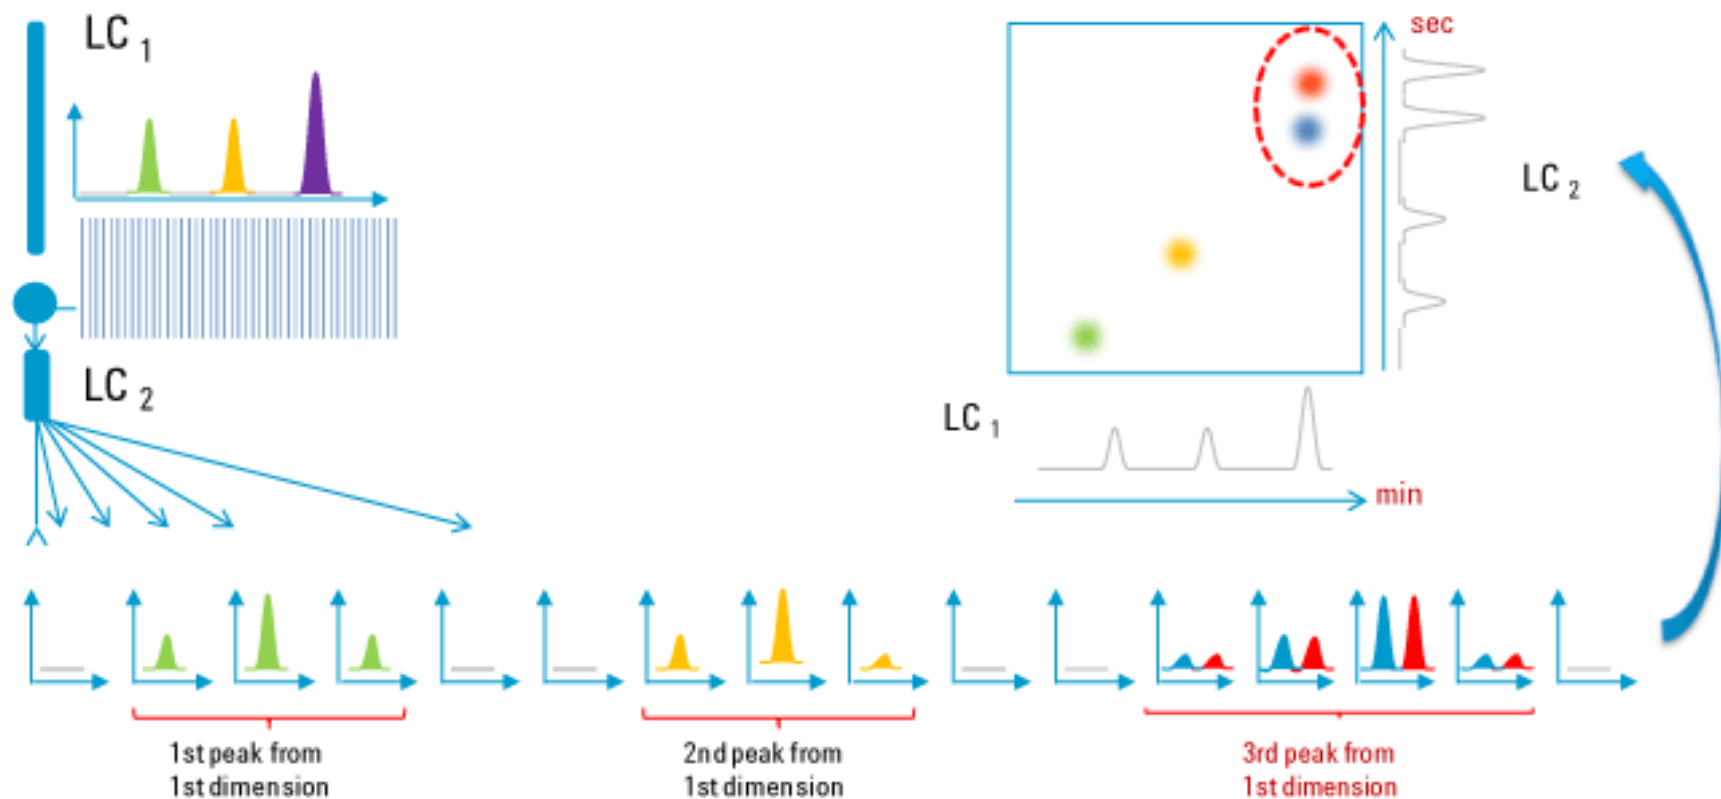 LC 1
LC 2
sec
LC 2
LC 1
min
1st peak from
1st dimension
2nd peak from
1st dimension
3rd peak from
1st dimension